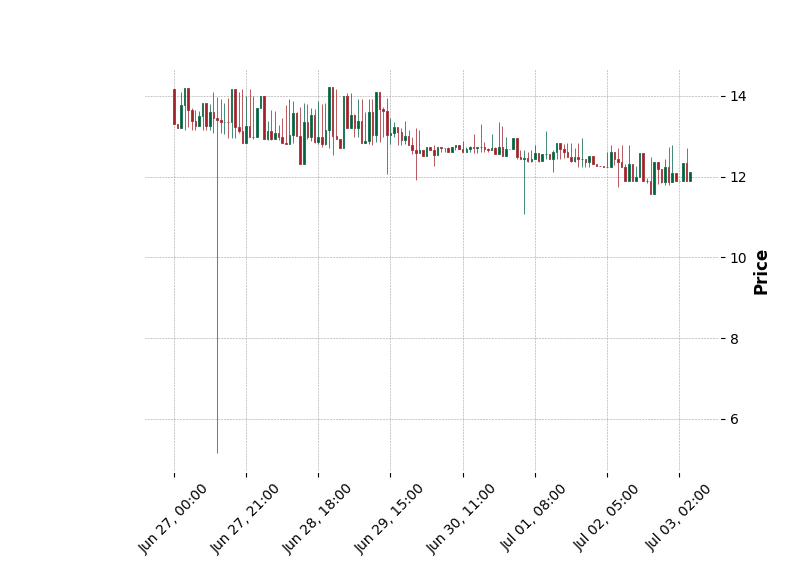 14
12
10
8
6
Price
Jun 27, 00:00
Jun 27, 21:00
Jun 28, 18:00
Jun 29, 15:00
Jun 30, 11:00
Jul 01, 08:00
Jul 02, 05:00
Jul 03, 02:00